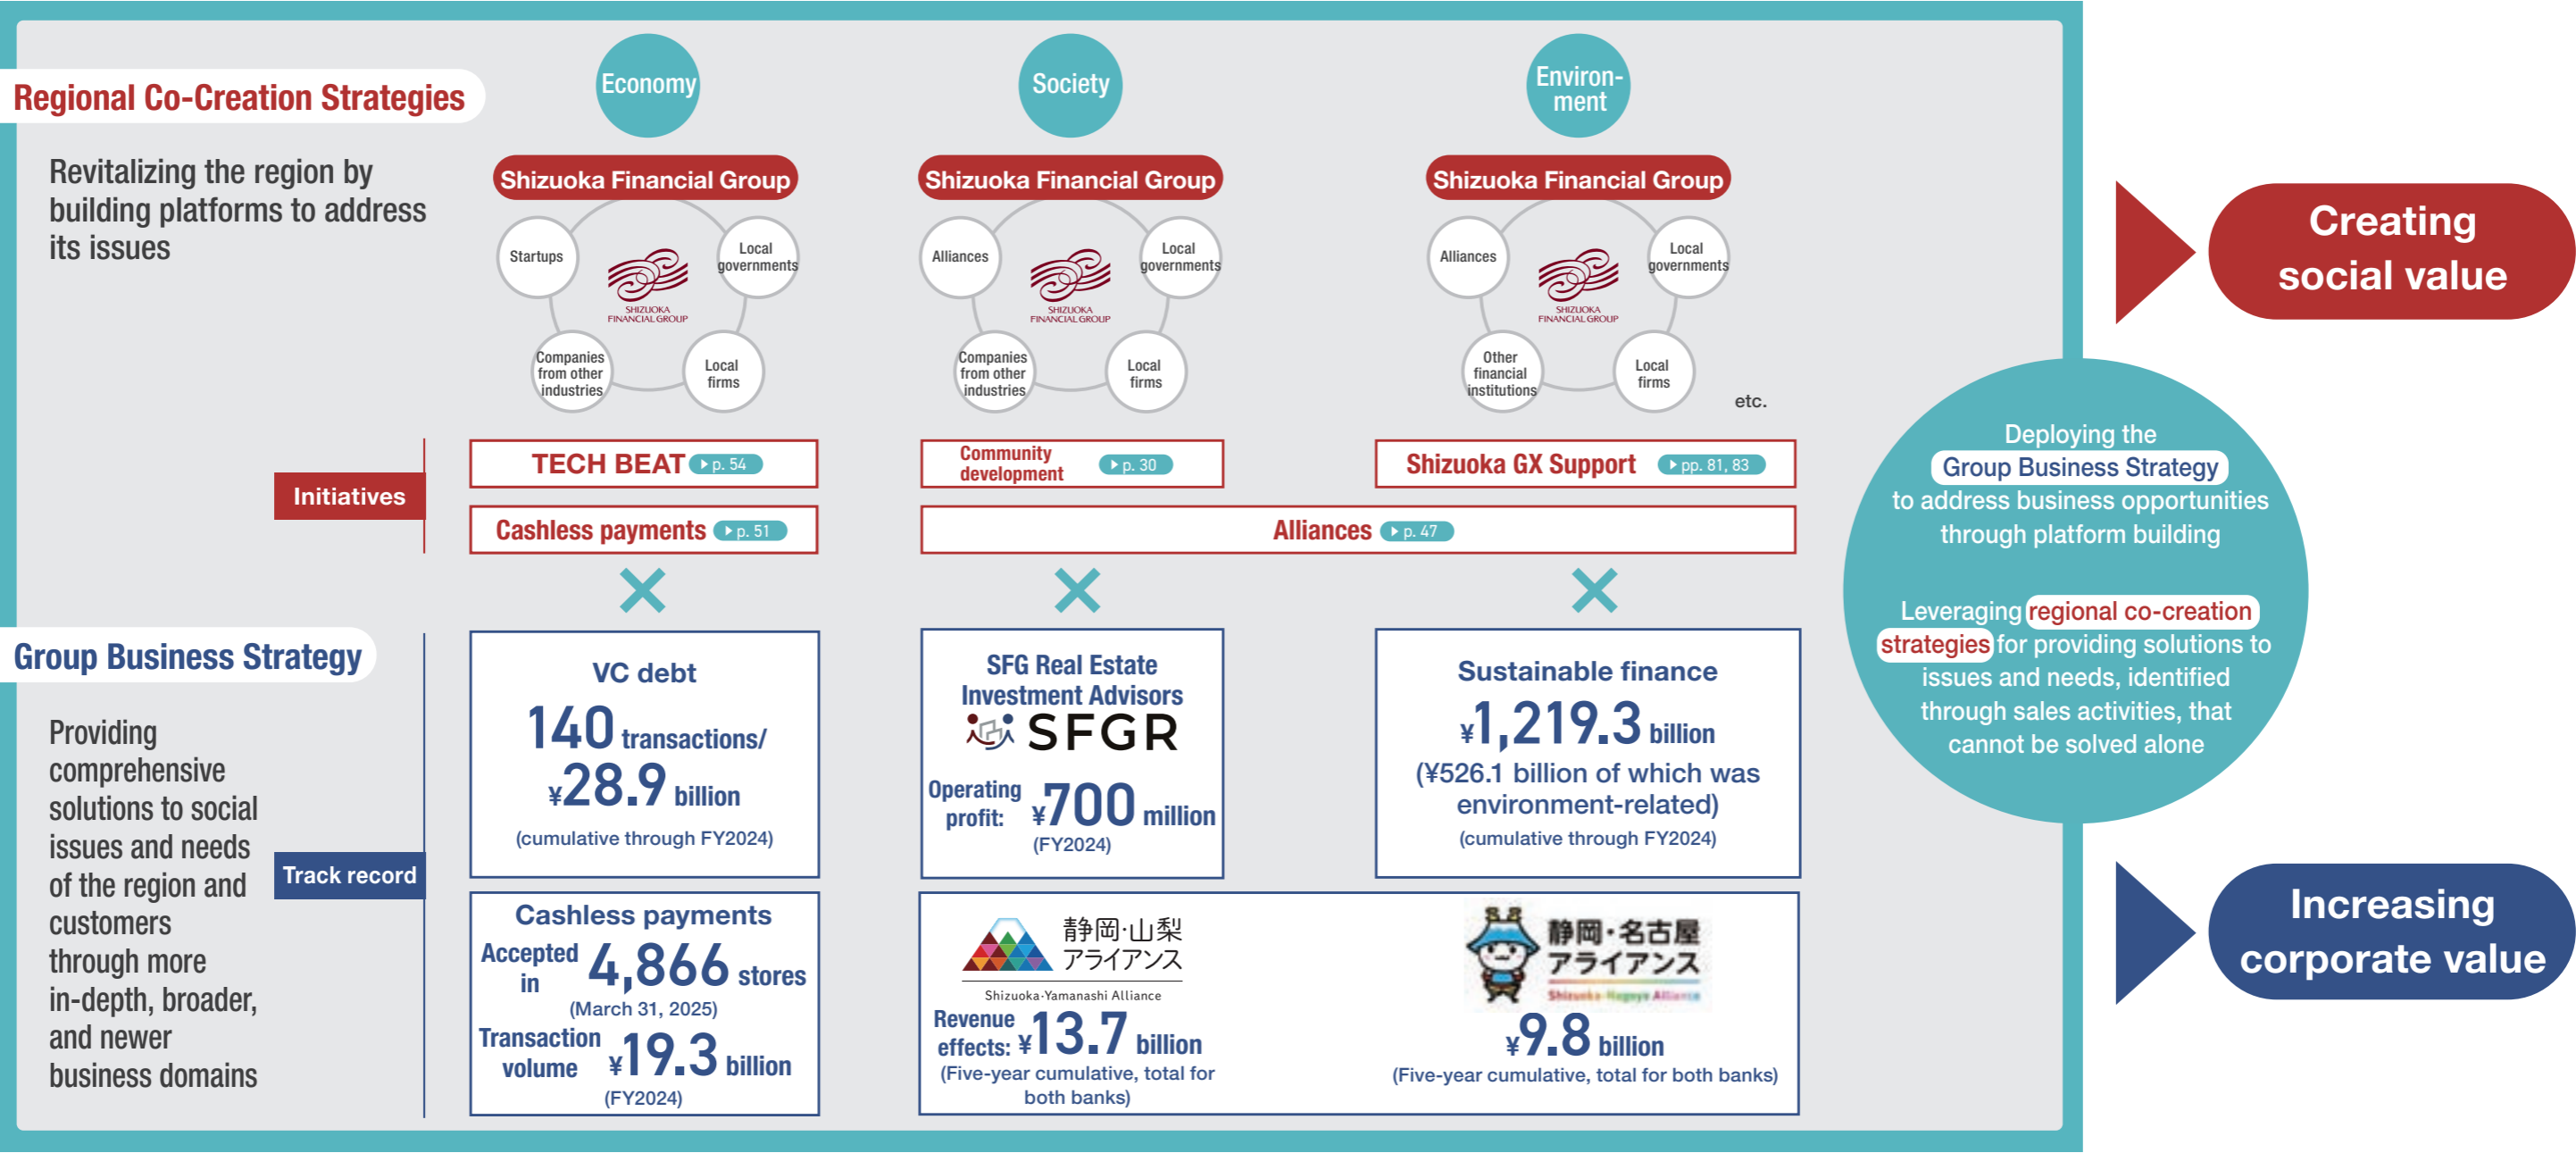 Regional Co-Creation Strategies
Revitalizing the region by
building platforms to address
its issues
Economy
Shizuoka Financial Group
Startups
Local
governments
SHIZUOKA
FINANCIAL GROUP
Companies
from other
industries
Local
firms
Society
Shizuoka Financial Group
Alliances
Local
governments
SHIZUOKA
FINANCIAL GROUP
Companies
from other
industries
Local
firms
Environ-
ment
Shizuoka Financial Group
Alliances
Local
governments
SHIZUOKA
FINANCIAL GROUP
Other
financial
institutions
Local
firms
etc.
Initiatives
TECH BEAT p. 54
Community
development p. 30
Shizuoka GX Support pp. 81, 83
Cashless payments p. 51
Alliances p. 47
Group Business Strategy
Providing
comprehensive
solutions to social
issues and needs
of the region and
customers
through more
in-depth, broader,
and newer
business domains
Track record
VC debt
140 transactions/
¥28.9 billion
(cumulative through FY2024)
SFG Real Estate
Investment Advisors
SFGR
Operating
profit: ¥700 million
(FY2024)
Sustainable finance
¥1,219.3 billion
(¥526.1 billion of which was
environment-related)
(cumulative through FY2024)
Cashless payments
Accepted
in 4,866 stores
(March 31, 2025)
Transaction
volume ¥19.3 billion
(FY2024)
静岡・山梨
アライアンス
Shizuoka-Yamanashi Alliance
Revenue
effects: ¥13.7 billion
(Five-year cumulative, total for
both banks)
静岡・名古屋
アライアンス
Shizuoka-Nagoya Alliance
¥9.8 billion
(Five-year cumulative, total for both banks)
Creating
social value
Deploying the
Group Business Strategy
to address business opportunities
through platform building
Leveraging regional co-creation
strategies for providing solutions to
issues and needs, identified
through sales activities, that
cannot be solved alone
Increasing
corporate value